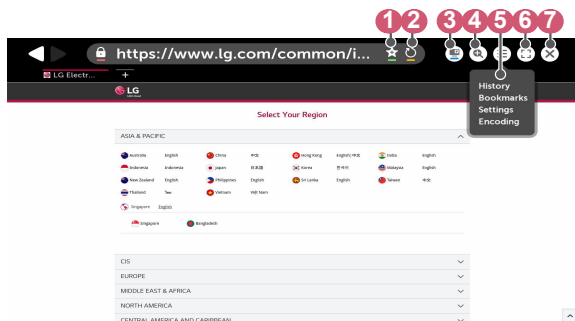 1 2 3 4 5 6 7
https://www.lg.com/common/i...
LG Electr... +
History
Bookmarks
Settings
Encoding
LG
Select Your Region
ASIA & PACIFIC
Australia English China 中文 Hong Kong English/中文 India English
Indonesia Indonesia Japan 日本語 Korea 한국어 Malaysia English
New Zealand English Philippines English Sri Lanka English Taiwan 中文
Thailand ไทย Vietnam Việt Nam
Singapore English
Singapore Bangladesh
CIS
EUROPE
MIDDLE EAST & AFRICA
NORTH AMERICA
CENTRAL AMERICA AND CARIBBEAN